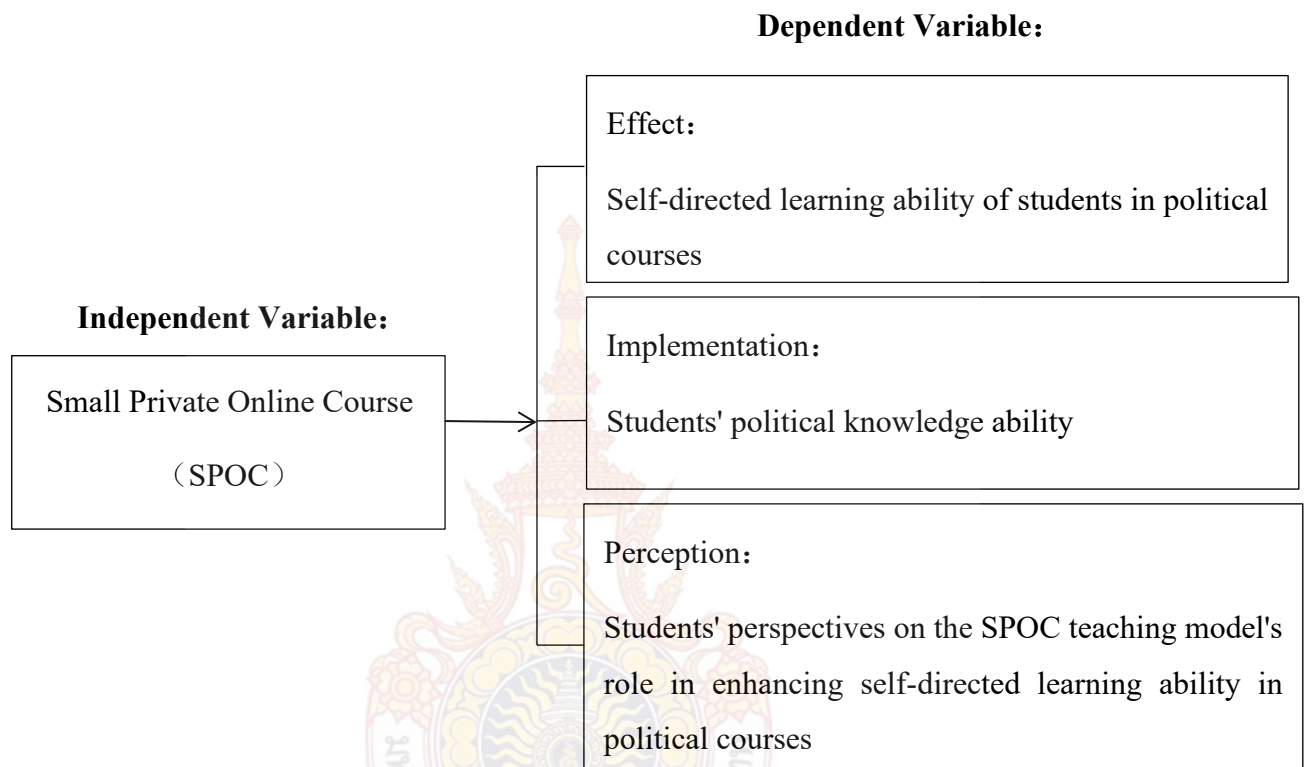 Dependent Variable：
Effect：
Self-directed learning ability of students in political
courses
Independent Variable：
Small Private Online Course
（SPOC）
Implementation：
Students' political knowledge ability
Perception：
Students' perspectives on the SPOC teaching model's
role in enhancing self-directed learning ability in
political courses